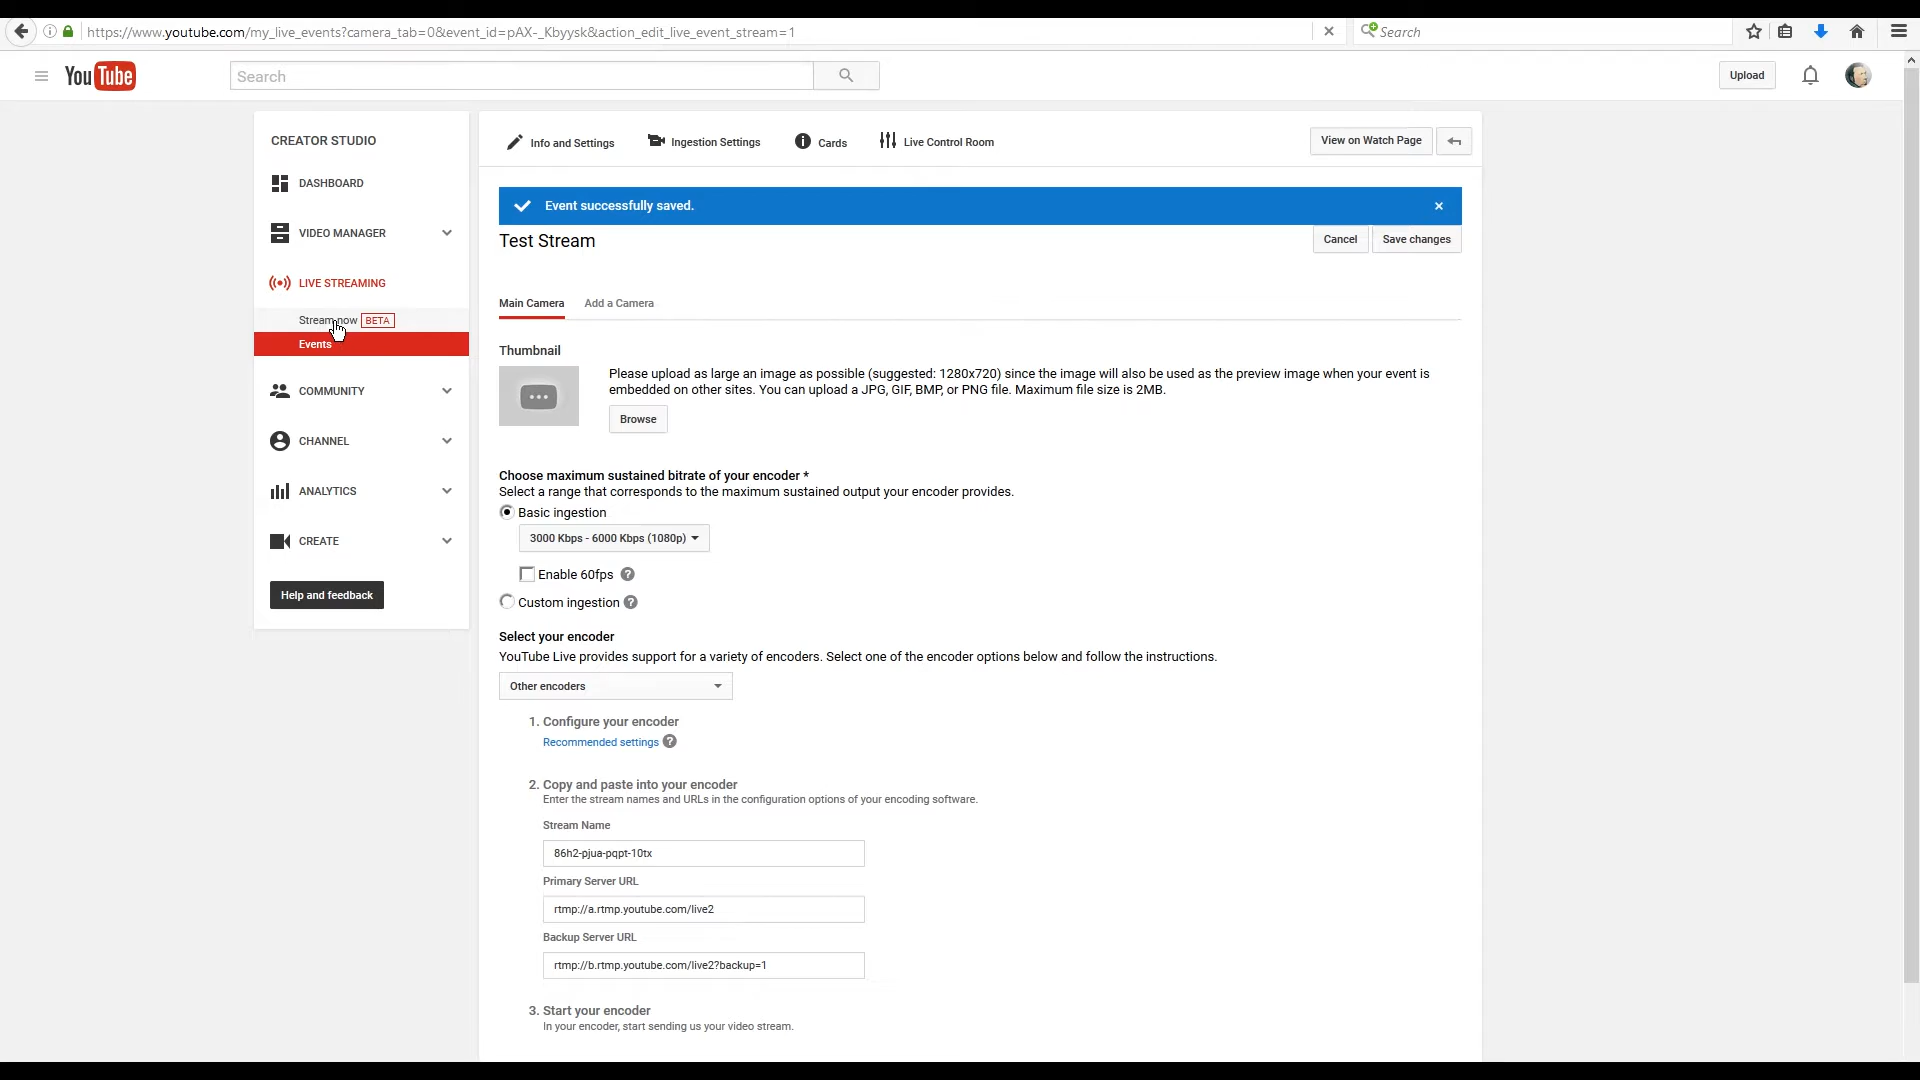 https://www.youtube.com/my_live_events?camera_tab=0&event_id=pAX-_Kbyysk&action_edit_live_event_stream=1
Search
YouTube
Search
Upload
CREATOR STUDIO
DASHBOARD
VIDEO MANAGER
LIVE STREAMING
Stream now BETA
Events
COMMUNITY
CHANNEL
ANALYTICS
CREATE
Help and feedback
Info and Settings
Ingestion Settings
Cards
Live Control Room
View on Watch Page
Event successfully saved.
Test Stream
Cancel
Save changes
Main Camera
Add a Camera
Thumbnail
Please upload as large an image as possible (suggested: 1280x720) since the image will also be used as the preview image when your event is
embedded on other sites. You can upload a JPG, GIF, BMP, or PNG file. Maximum file size is 2MB.
Browse
Choose maximum sustained bitrate of your encoder *
Select a range that corresponds to the maximum sustained output your encoder provides.
Basic ingestion
3000 Kbps - 6000 Kbps (1080p)
Enable 60fps ?
Custom ingestion ?
Select your encoder
YouTube Live provides support for a variety of encoders. Select one of the encoder options below and follow the instructions.
Other encoders
1. Configure your encoder
Recommended settings ?
2. Copy and paste into your encoder
Enter the stream names and URLs in the configuration options of your encoding software.
Stream Name
86h2-pjua-pqpt-10tx
Primary Server URL
rtmp://a.rtmp.youtube.com/live2
Backup Server URL
rtmp://b.rtmp.youtube.com/live2?backup=1
3. Start your encoder
In your encoder, start sending us your video stream.